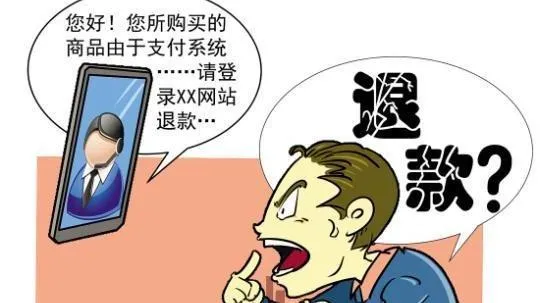 您好！您所购买的
商品由于支付系统
……请登
录XX网站
退款…
退
款？